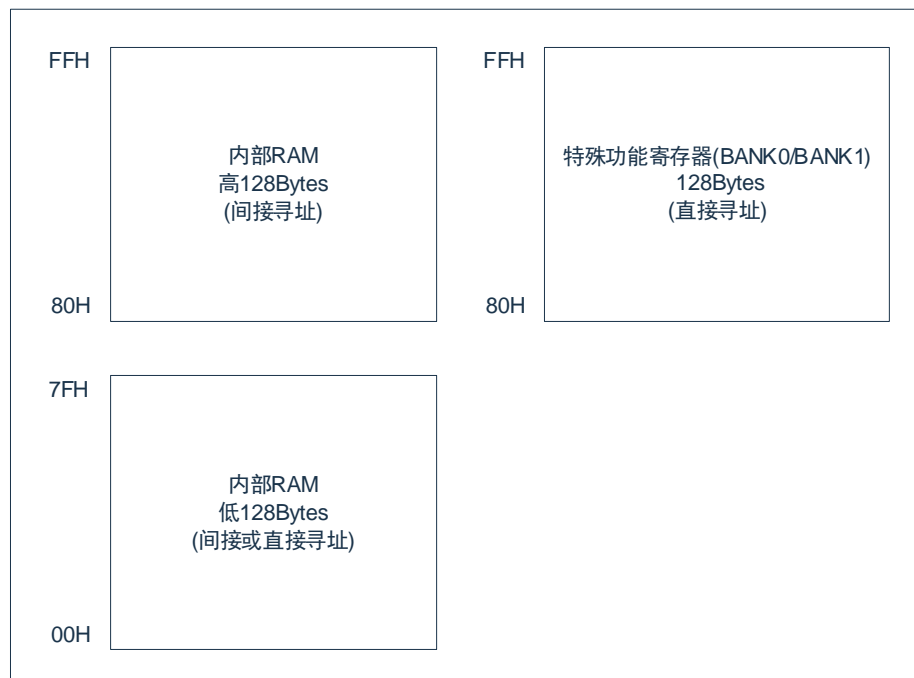 FFH
内部RAM
高128Bytes
(间接寻址)
80H
FFH
特殊功能寄存器(BANK0/BANK1)
128Bytes
(直接寻址)
80H
7FH
内部RAM
低128Bytes
(间接或直接寻址)
00H